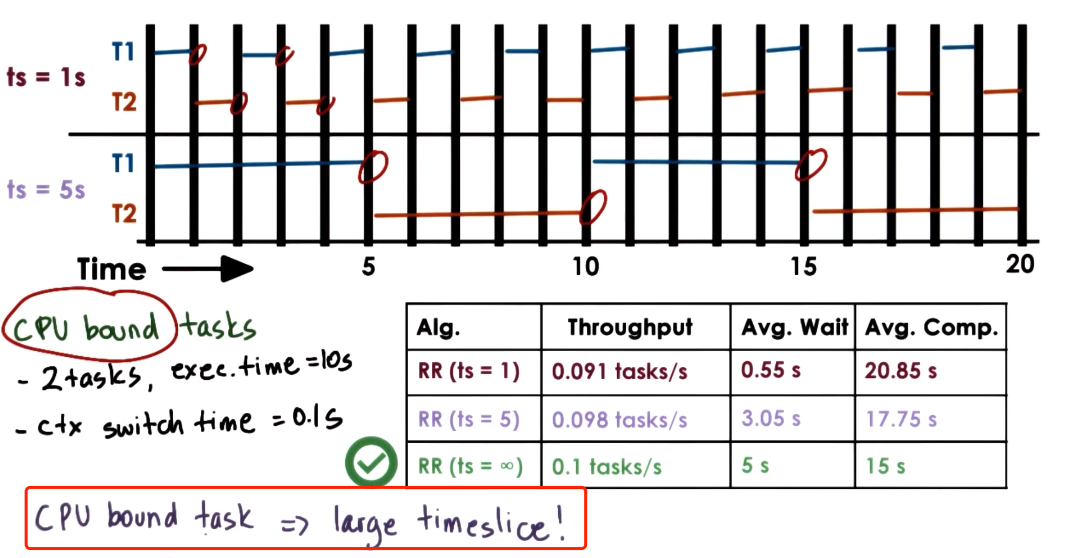 T1
ts = 1s
T2
T1
ts = 5s
T2
Time
5 10 15 20
CPU bound tasks
- 2 tasks, exec. time = 10s
- ctx switch time = 0.1s
Alg. Throughput Avg. Wait Avg. Comp.
RR (ts = 1) 0.091 tasks/s 0.55 s 20.85 s
RR (ts = 5) 0.098 tasks/s 3.05 s 17.75 s
RR (ts = ∞) 0.1 tasks/s 5 s 15 s
CPU bound task => large timeslice!